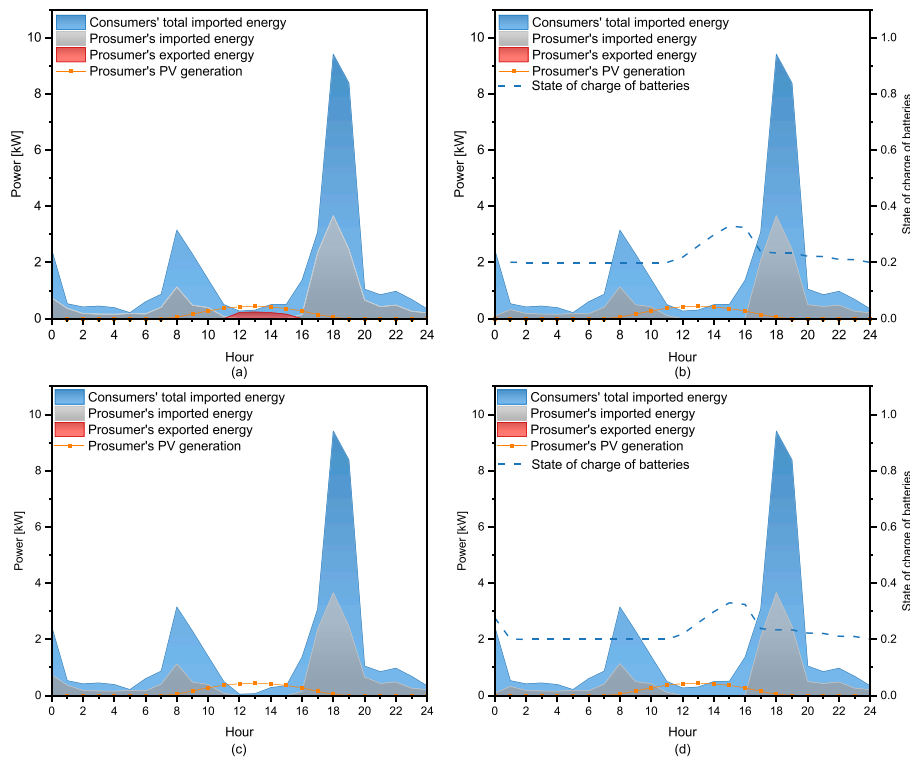 Consumers' total imported energy
Prosumer's imported energy
Prosumer's exported energy
Prosumer's PV generation
Power [kW]
10
8
6
4
2
0
0 2 4 6 8 10 12 14 16 18 20 22 24
Hour
(a)
Consumers' total imported energy
Prosumer's imported energy
Prosumer's exported energy
Prosumer's PV generation
State of charge of batteries
Power [kW]
10
8
6
4
2
0
0 2 4 6 8 10 12 14 16 18 20 22 24
1.0
0.8
0.6
0.4
0.2
0.0
State of charge of batteries
Hour
(b)
Consumers' total imported energy
Prosumer's imported energy
Prosumer's exported energy
Prosumer's PV generation
Power [kW]
10
8
6
4
2
0
0 2 4 6 8 10 12 14 16 18 20 22 24
Hour
(c)
Consumers' total imported energy
Prosumer's imported energy
Prosumer's exported energy
Prosumer's PV generation
State of charge of batteries
Power [kW]
10
8
6
4
2
0
0 2 4 6 8 10 12 14 16 18 20 22 24
1.0
0.8
0.6
0.4
0.2
0.0
State of charge of batteries
Hour
(d)